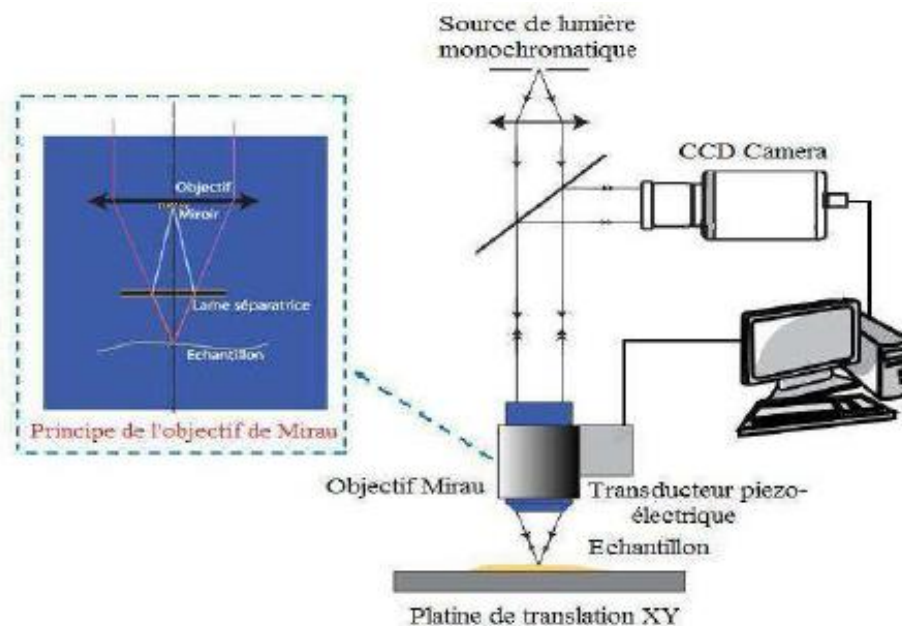 Source de lumière
monochromatique
CCD Camera
Objectif
Miroir
Lame séparatrice
Echantillon
Principe de l'objectif de Mirau
Objectif Mirau
Transducteur piezo-
électrique
Echantillon
Platine de translation XY